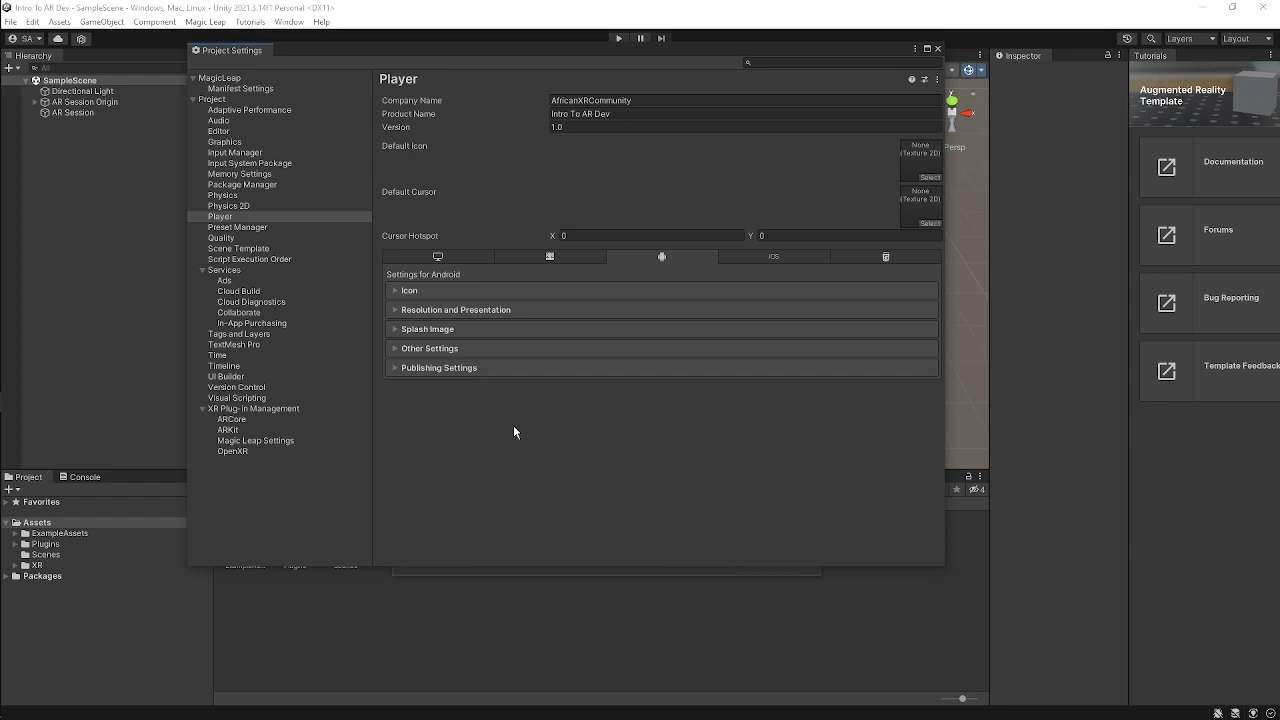 Intro To AR Dev - SampleScene - Windows, Mac, Linux - Unity 2021.3.14f1 Personal <DX11>
File Edit Assets GameObject Component Magic Leap Tutorials Window Help
SA
Layers
Layout
Hierarchy
All
SampleScene
Directional Light
AR Session Origin
AR Session
Project Settings
MagicLeap
Manifest Settings
Project
Adaptive Performance
Audio
Editor
Graphics
Input Manager
Input System Package
Memory Settings
Package Manager
Physics
Physics 2D
Player
Preset Manager
Quality
Scene Template
Script Execution Order
Services
Ads
Cloud Build
Cloud Diagnostics
Collaborate
In-App Purchasing
Tags and Layers
TextMesh Pro
Time
Timeline
UI Builder
Version Control
Visual Scripting
XR Plug-in Management
ARCore
ARKit
Magic Leap Settings
OpenXR
Player
Company Name AfricanXRCommunity
Product Name Intro To AR Dev
Version 1.0
Default Icon
None
(Texture 2D)
Select
Default Cursor
None
(Texture 2D)
Select
Cursor Hotspot X 0 Y 0
iOS
Settings for Android
Icon
Resolution and Presentation
Splash Image
Other Settings
Publishing Settings
Persp
Inspector
Tutorials
Augmented Reality
Template
Documentation
Forums
Bug Reporting
Template Feedback
Project Console
Favorites
Assets
ExampleAssets
Plugins
Scenes
XR
Packages
4